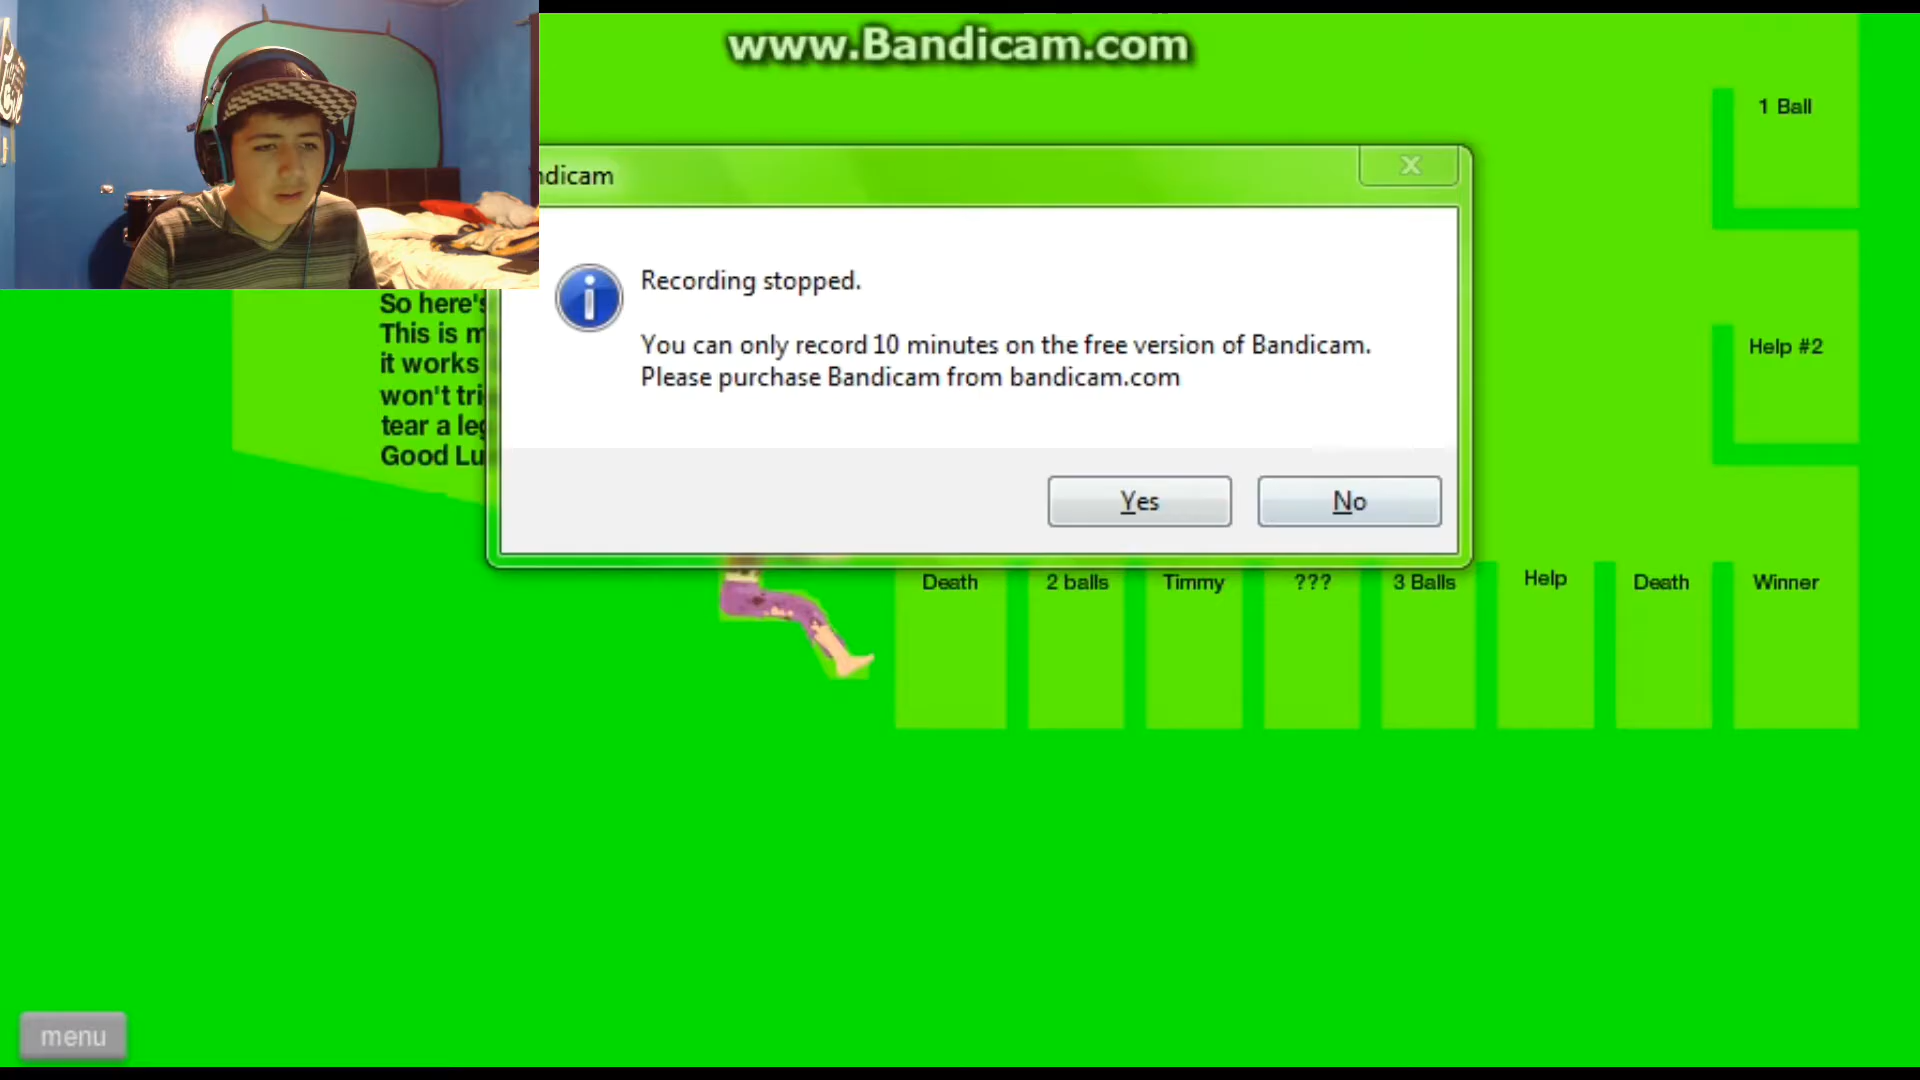 www.Bandicam.com
1 Ball
ndicam
X
Recording stopped.
You can only record 10 minutes on the free version of Bandicam.
Please purchase Bandicam from bandicam.com
So here's
This is m
it works
won't tri
tear a leg
Good Lu
Help #2
Yes
No
Death
2 balls
Timmy
???
3 Balls
Help
Death
Winner
menu